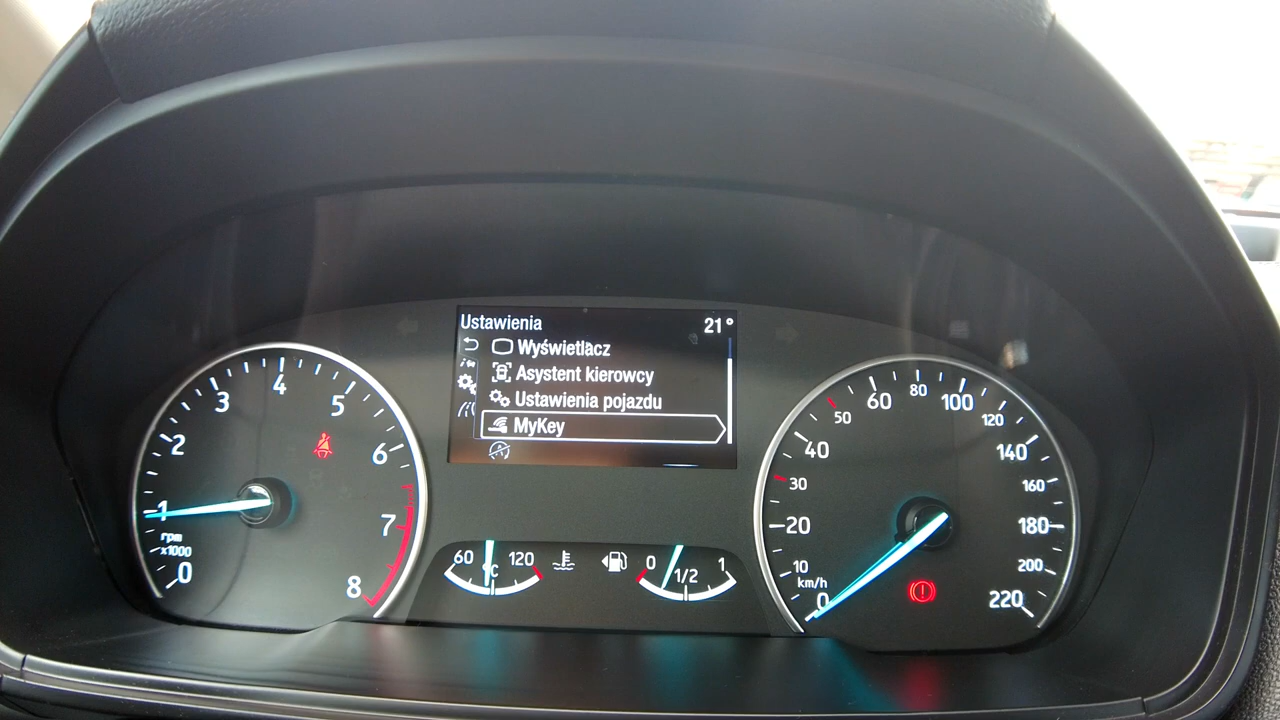 Ustawienia 21°
Wyświetlacz
Asystent kierowcy
Ustawienia pojazdu
MyKey
0
1
2
3
4
5
6
7
8
rpm
x1000
60 120
°C
0 1/2 1
0
10
20
30
40
50
60
80
100
120
140
160
180
200
220
km/h